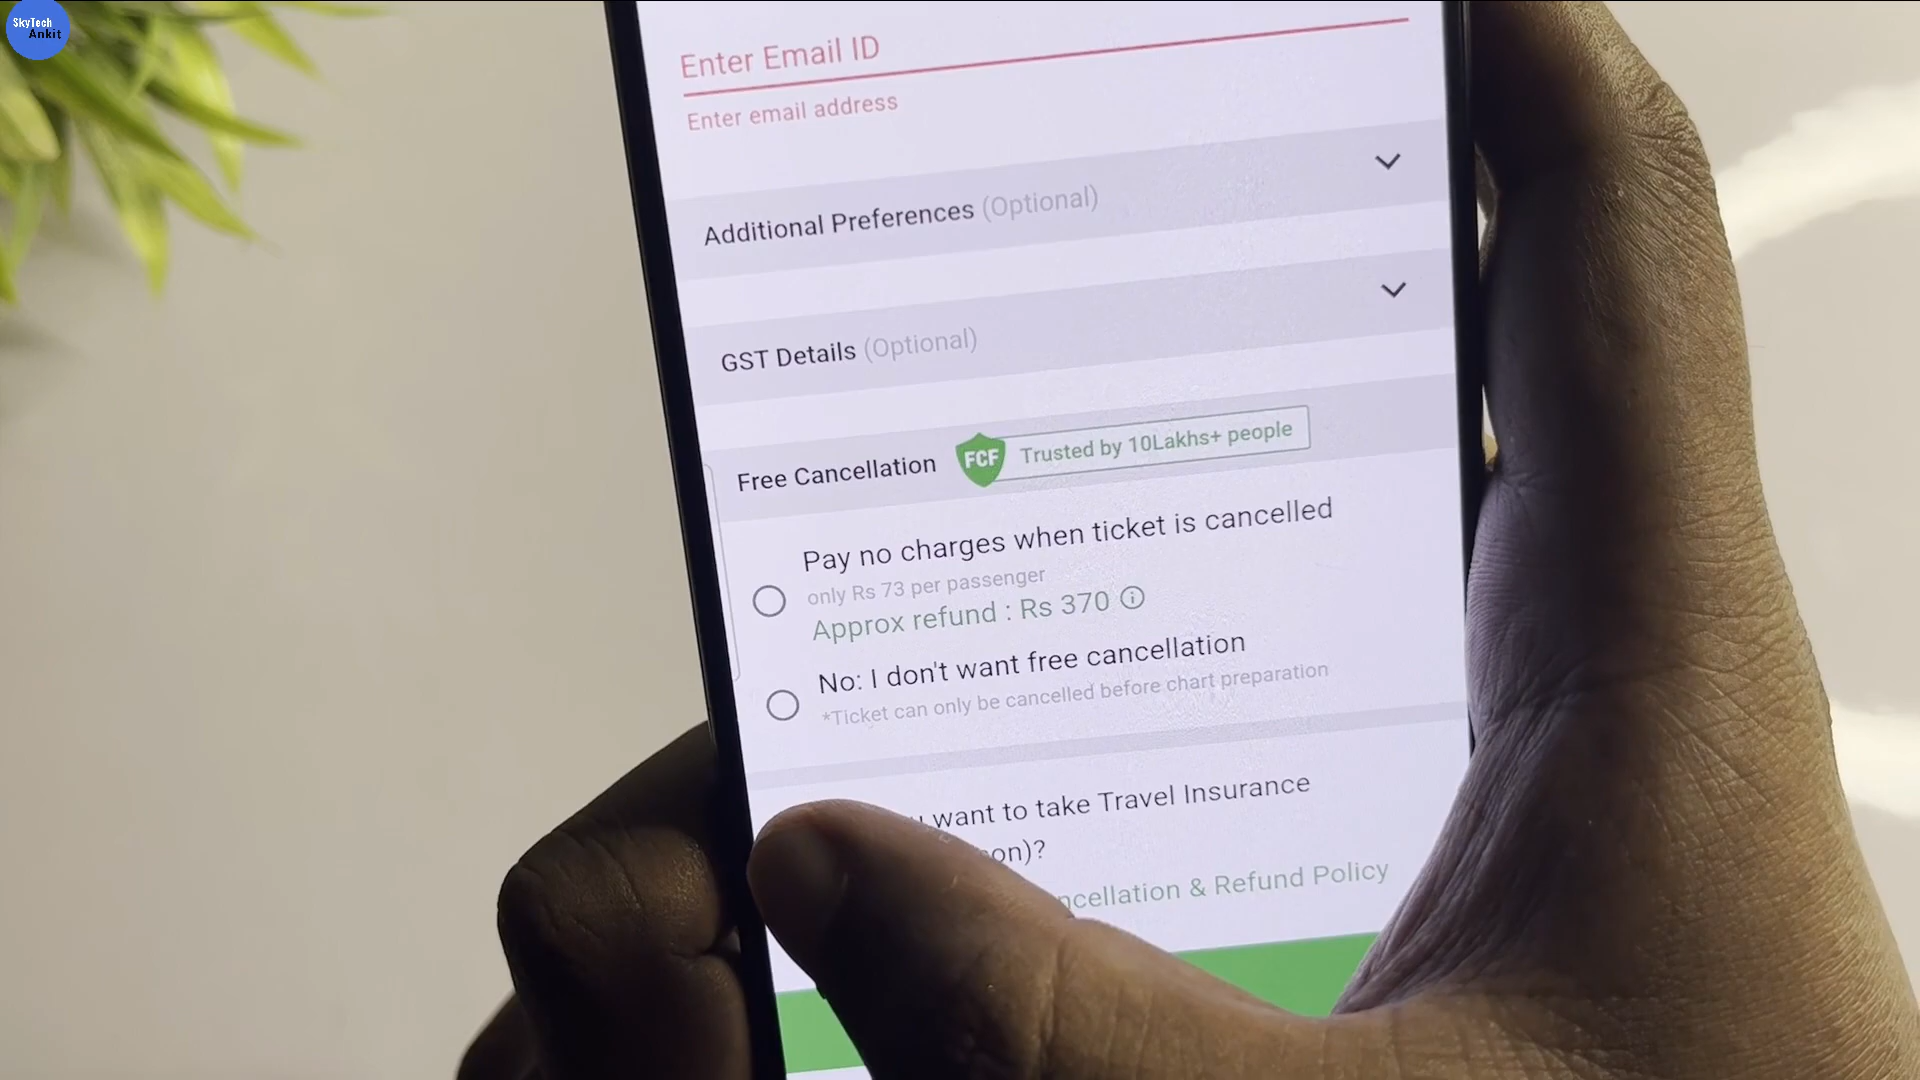 SkyTech
Ankit
Enter Email ID
Enter email address
Additional Preferences (Optional)
GST Details (Optional)
Free Cancellation FCF Trusted by 10Lakhs+ people
Pay no charges when ticket is cancelled
only Rs 73 per passenger
Approx refund : Rs 370
No: I don't want free cancellation
*Ticket can only be cancelled before chart preparation
want to take Travel Insurance
on)?
ncellation & Refund Policy